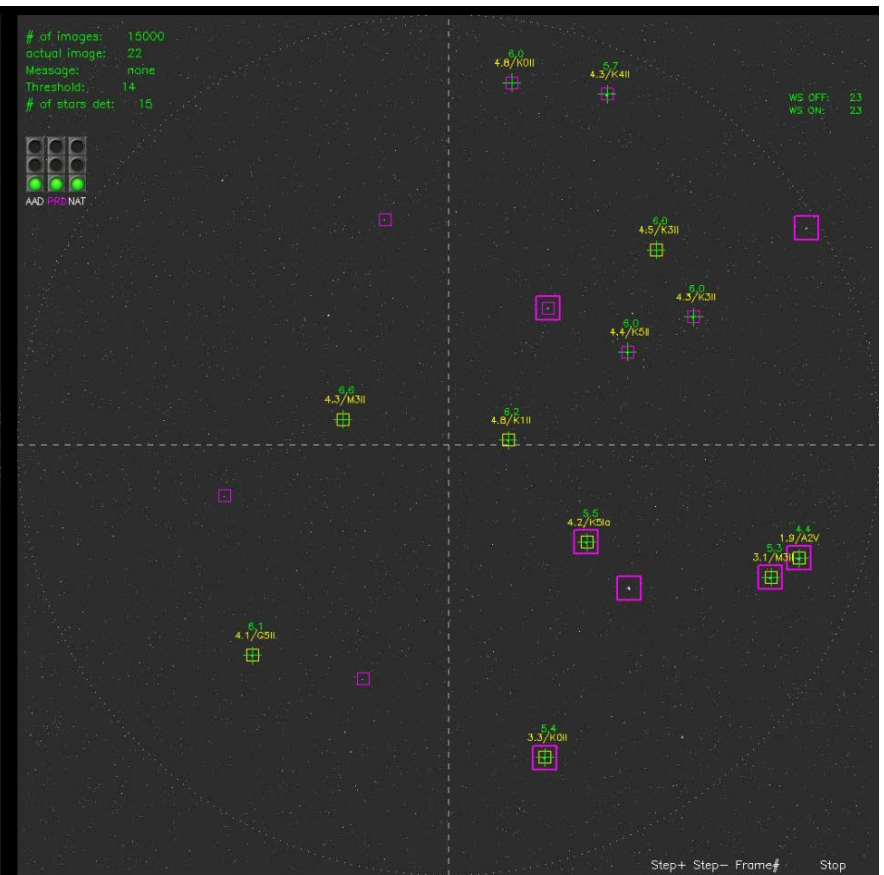 # of images: 15000
actual image: 22
Message: none
Threshold: 14
# of stars det: 15
AAD PRD NAT
WS OFF: 23
WS ON: 23
6.0
4.8/K0II
5.7
4.3/K4II
6.0
4.5/K3II
6.0
4.3/K3II
6.0
4.4/K5II
6.6
4.3/M3II
6.2
4.8/K1II
5.5
4.2/K5Ia
4.4
1.9/A2V
5.3
3.1/M3II
6.1
4.1/G5II
5.4
3.3/K0II
Step+ Step- Frame# Stop